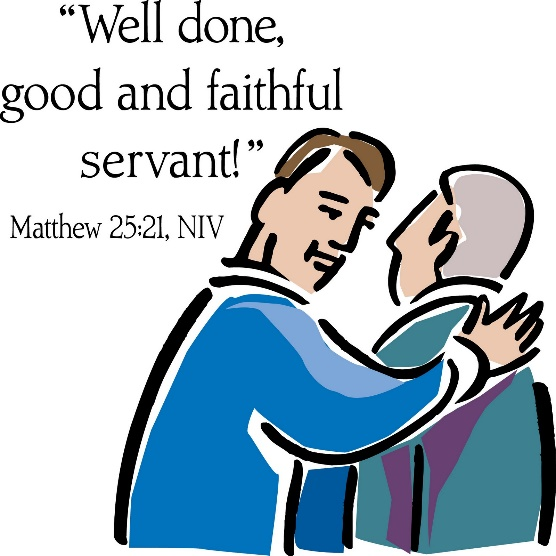 “Well done,
good and faithful
servant!”
Matthew 25:21, NIV